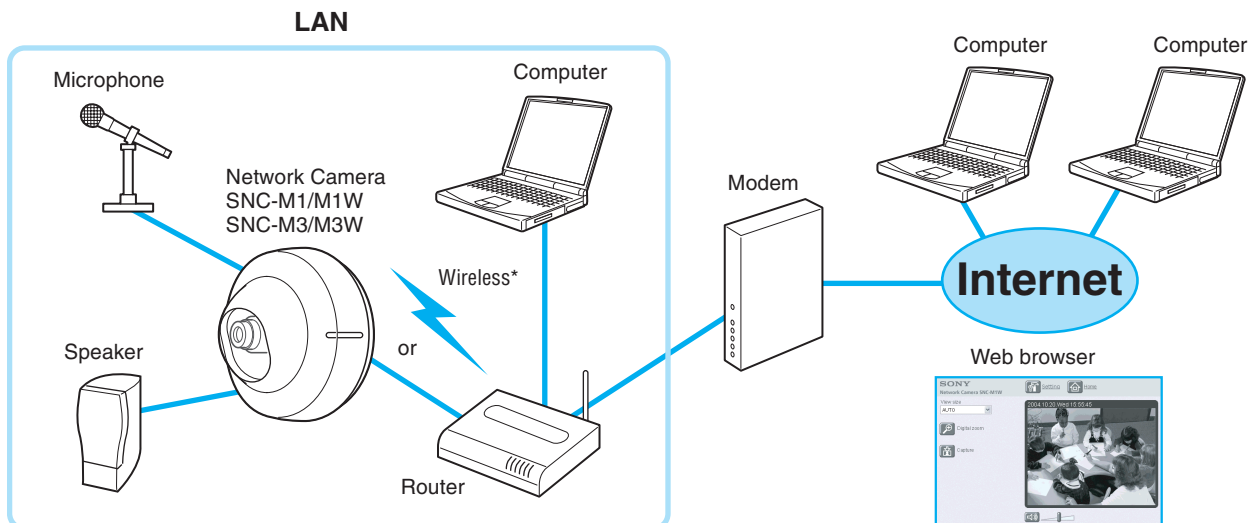 LAN
Microphone
Computer
Computer
Computer
Network Camera
SNC-M1/M1W
SNC-M3/M3W
Modem
Wireless*
Internet
Speaker
or
Router
Web browser
SONY
Network Camera SNC-M1W
Setting
Home
View size
AUTO
2004.10.20 Wed 15:55:45
Digital zoom
Capture